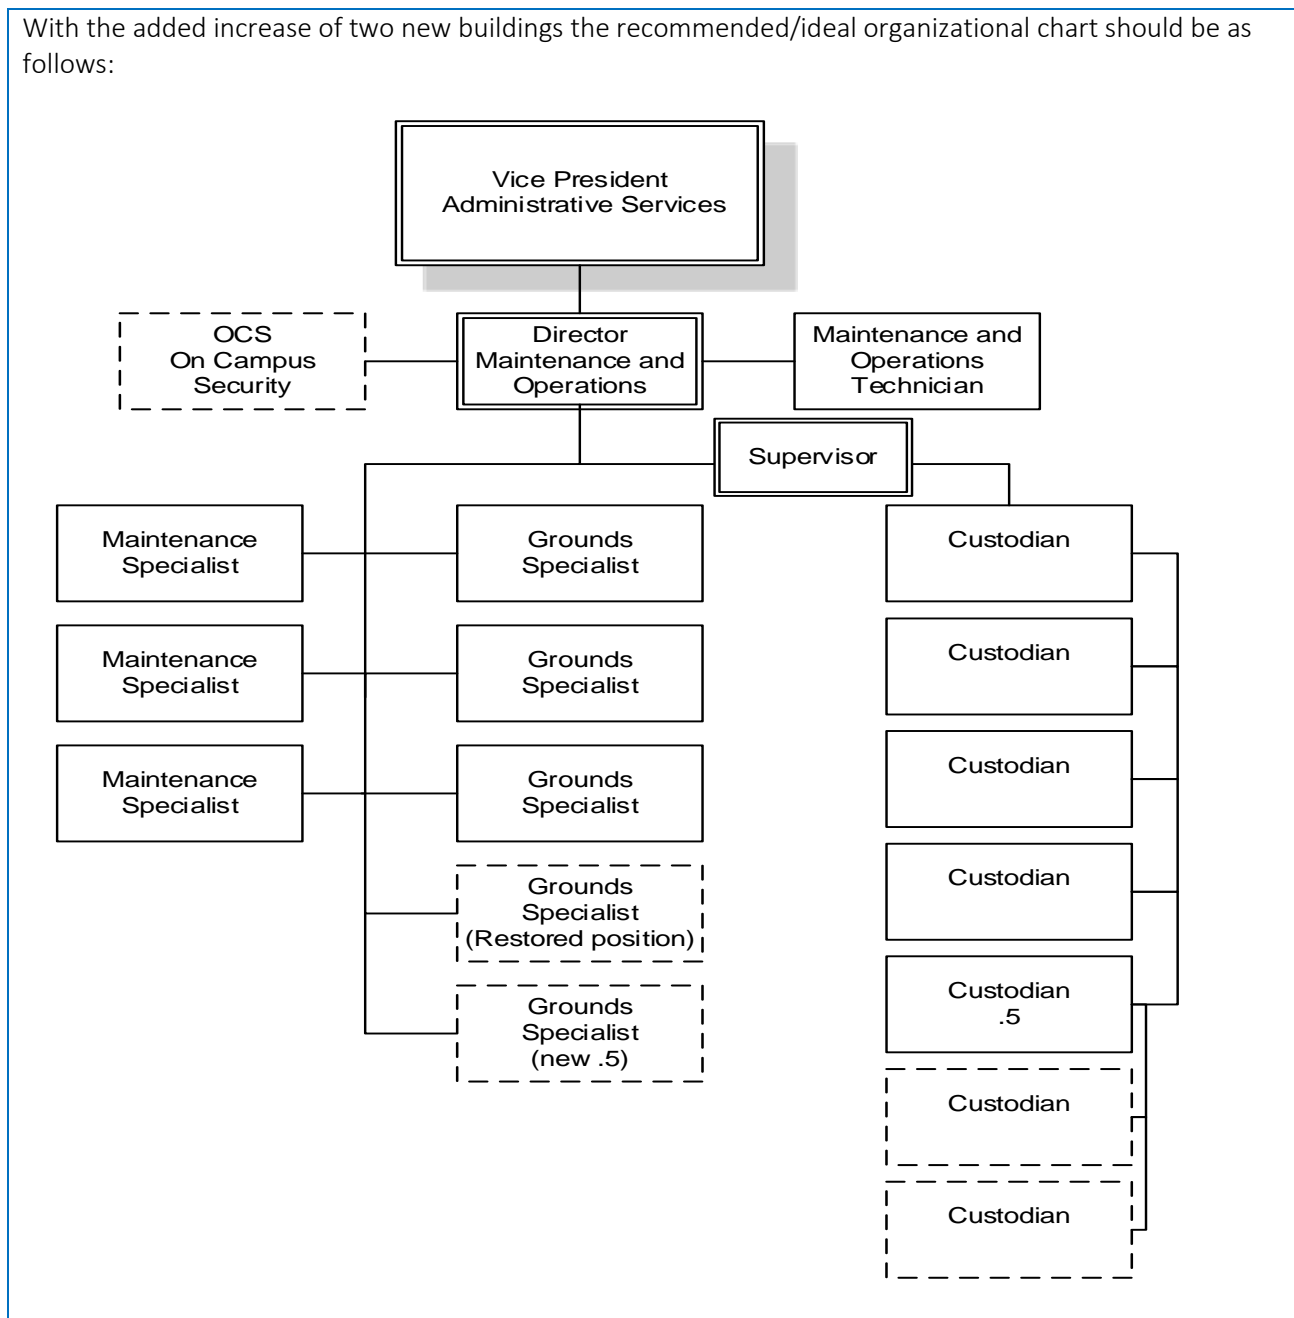 With the added increase of two new buildings the recommended/ideal organizational chart should be as
follows:
Vice President
Administrative Services
OCS
On Campus
Security
Director
Maintenance and
Operations
Maintenance and
Operations
Technician
Supervisor
Maintenance
Specialist
Grounds
Specialist
Custodian
Maintenance
Specialist
Grounds
Specialist
Custodian
Maintenance
Specialist
Grounds
Specialist
Custodian
Grounds
Specialist
(Restored position)
Custodian
Grounds
Specialist
(new .5)
Custodian
.5
Custodian
Custodian